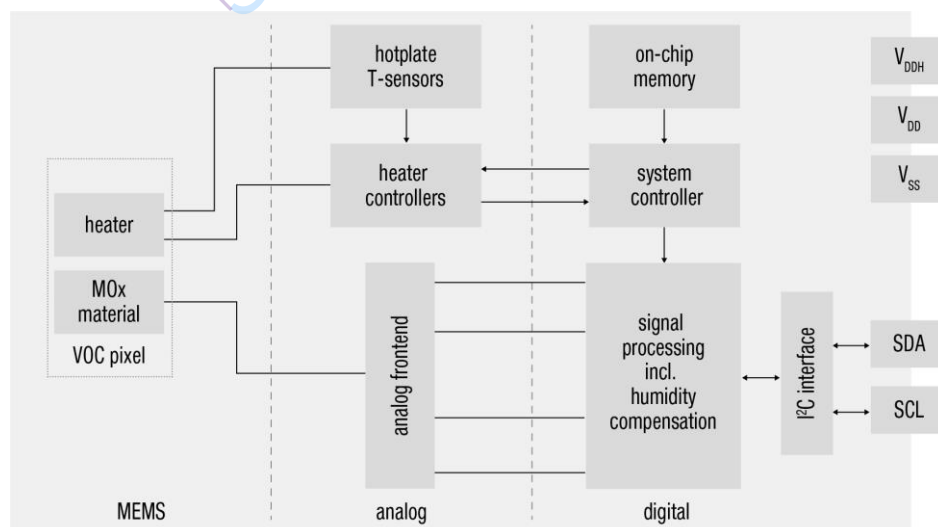 hotplate
T-sensors
on-chip
memory
V_DDH
V_DD
V_SS
heater
controllers
system
controller
heater
MOx
material
VOC pixel
analog frontend
signal
processing
incl.
humidity
compensation
I²C interface
SDA
SCL
MEMS
analog
digital